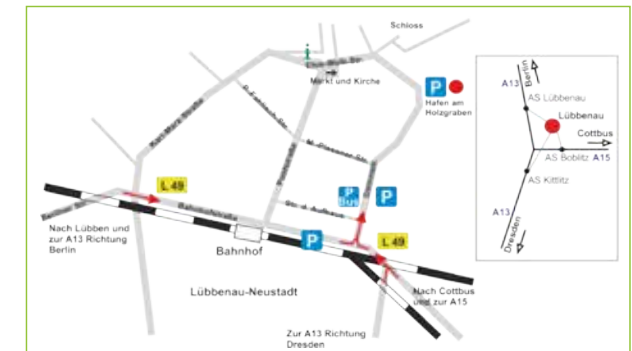 Schloss
i
Markt und Kirche
Karl-Marx-Straße
P
Hafen am
Holzgraben
L 49
P
Bus
P
Bahnhofstraße
Nach Lübben und
zur A13 Richtung
Berlin
Bahnhof
P
L 49
Lübbenau-Neustadt
Nach Cottbus
und zur A15
Zur A13 Richtung
Dresden
Berlin
A13
AS Lübbenau
Lübbenau
Cottbus
AS Boblitz
A15
AS Kittlitz
A13
Dresden